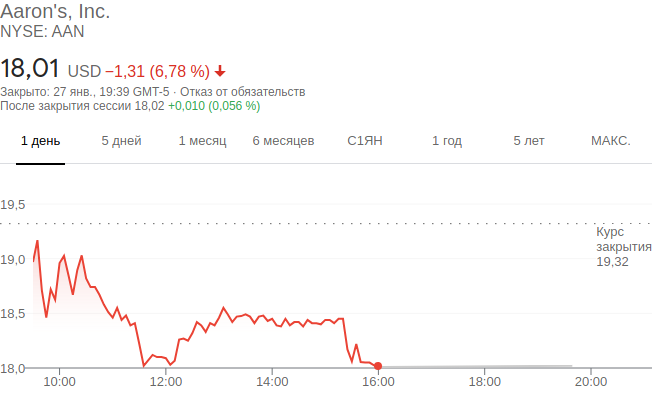 Aaron's, Inc.
NYSE: AAN
18,01 USD −1,31 (6,78 %)
Закрыто: 27 янв., 19:39 GMT-5 · Отказ от обязательств
После закрытия сессии 18,02 +0,010 (0,056 %)
1 день 5 дней 1 месяц 6 месяцев С1ЯН 1 год 5 лет МАКС.
19,5
Курс
закрытия
19,32
19,0
18,5
18,0
10:00 12:00 14:00 16:00 18:00 20:00